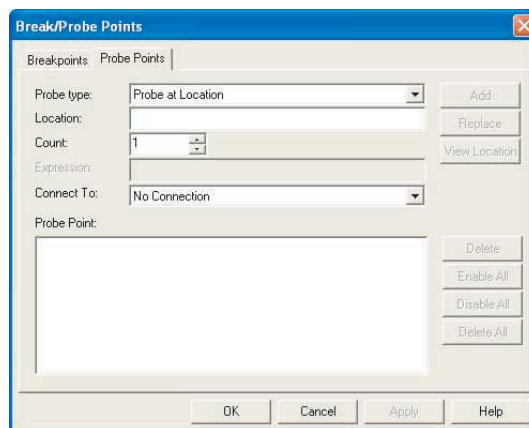 Break/Probe Points
Breakpoints Probe Points
Probe type: Probe at Location Add
Location: Replace
Count: 1 View Location
Expression:
Connect To: No Connection
Probe Point:
Delete
Enable All
Disable All
Delete All
OK Cancel Apply Help